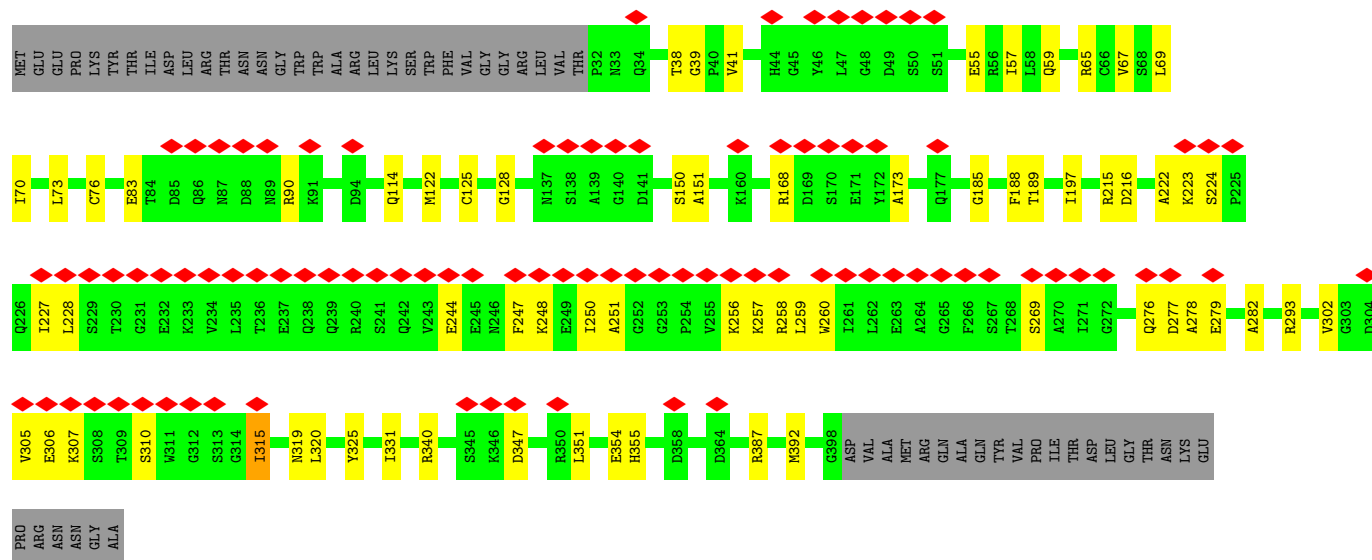 MET GLU GLU PRO LYS TYR THR ILE ASP LEU ARG THR ASN ASN GLY TRP TRP ALA ARG LEU LYS SER TRP PHE VAL GLY GLY ARG LEU VAL THR P32 N33 Q34 T38 G39 P40 V41 H44 G45 Y46 L47 G48 D49 S50 S51 E55 R56 I57 L58 Q59 R65 C66 V67 S68 L69
I70 L73 C76 E83 T84 D85 Q86 N87 D88 N89 R90 K91 D94 Q114 M122 C125 G128 N137 S138 A139 G140 D141 S150 A151 K160 R168 D169 S170 E171 Y172 A173 Q177 G185 F188 T189 I197 R215 D216 A222 K223 S224 P225
Q226 I227 L228 S229 T230 G231 E232 K233 V234 L235 T236 E237 Q238 Q239 R240 S241 Q242 V243 E244 E245 N246 F247 K248 E249 I250 A251 G252 G253 P254 V255 K256 K257 R258 L259 W260 I261 L262 E263 A264 G265 F266 S267 T268 S269 A270 I271 G272 Q276 D277 A278 E279 A282 R293 V302 G303 D304
V305 E306 K307 S308 T309 S310 W311 G312 S313 G314 I315 N319 L320 Y325 I331 R340 S345 K346 D347 R350 L351 E354 H355 D358 D364 R387 M392 G398 ASP VAL ALA MET ARG GLN ALA GLN TYR VAL PRO ILE THR ASP LEU GLY THR ASN LYS GLU
PRO ARG ASN ASN GLY ALA